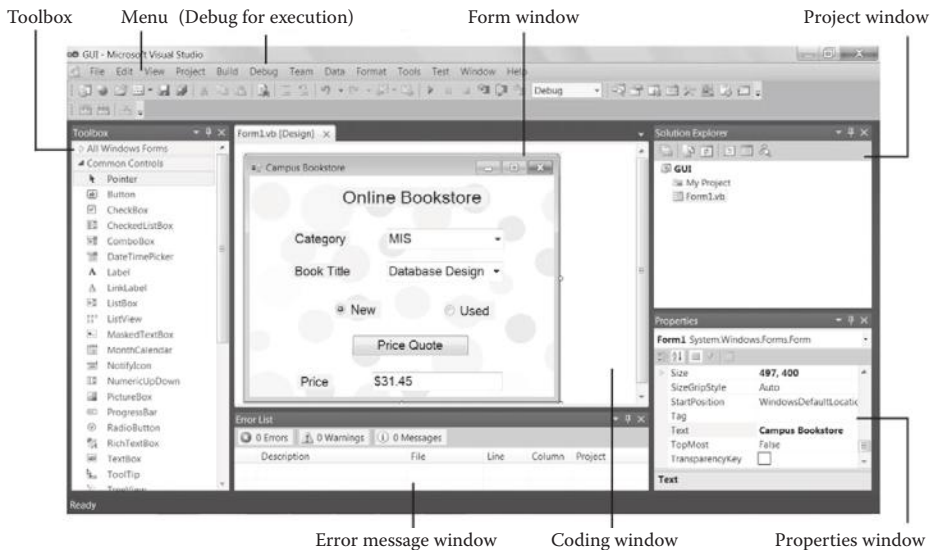 Toolbox
Menu (Debug for execution)
Form window
Project window
GUI - Microsoft Visual Studio
File Edit View Project Build Debug Team Data Format Tools Test Window Help
Debug
Toolbox
All Windows Forms
Common Controls
Pointer
Button
CheckBox
CheckedListBox
ComboBox
DateTimePicker
Label
LinkLabel
ListBox
ListView
MaskedTextBox
MonthCalendar
NotifyIcon
NumericUpDown
PictureBox
ProgressBar
RadioButton
RichTextBox
TextBox
ToolTip
TreeView
Form1.vb [Design]
Campus Bookstore
Online Bookstore
Category MIS
Book Title Database Design
New Used
Price Quote
Price $31.45
Error List
0 Errors 0 Warnings 0 Messages
Description File Line Column Project
Solution Explorer
GUI
My Project
Form1.vb
Properties
Form1 System.Windows.Forms.Form
Size 497, 400
SizeGripStyle Auto
StartPosition WindowsDefaultLocatic
Tag
Text Campus Bookstore
TopMost False
TransparencyKey
Text
Ready
Error message window
Coding window
Properties window